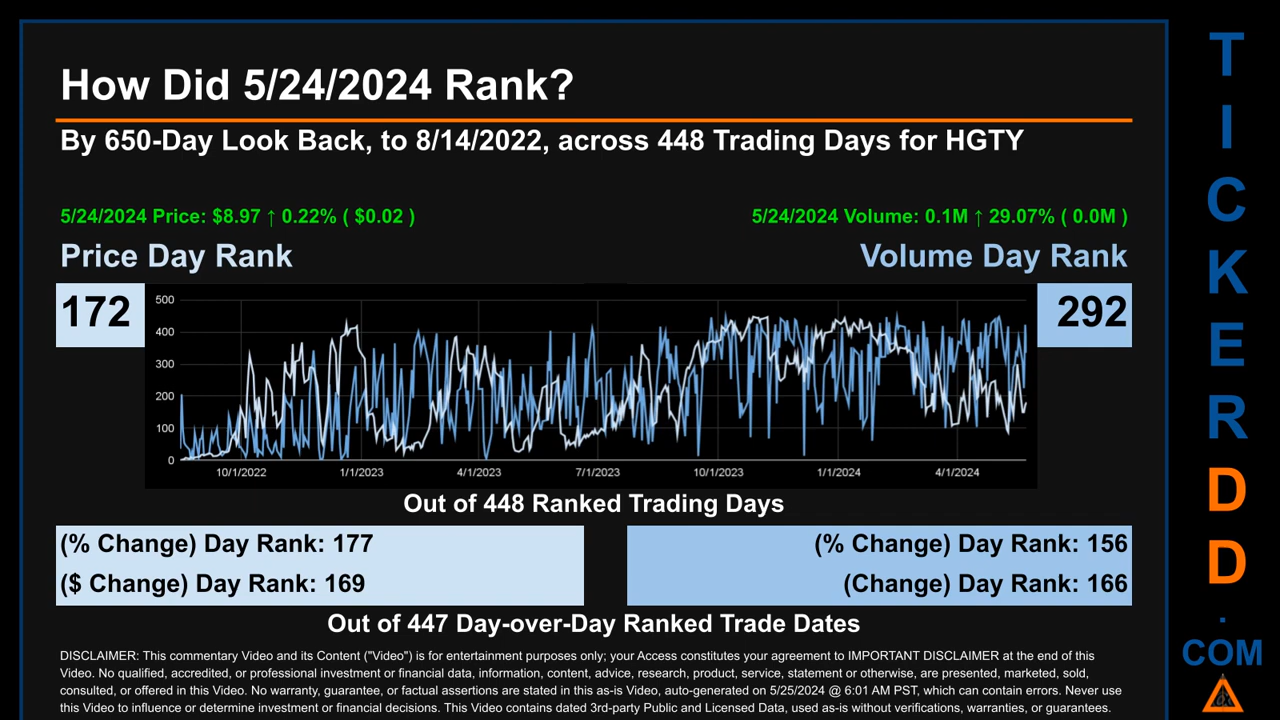 How Did 5/24/2024 Rank?
By 650-Day Look Back, to 8/14/2022, across 448 Trading Days for HGTY
5/24/2024 Price: $8.97 ↑ 0.22% ( $0.02 )
5/24/2024 Volume: 0.1M ↑ 29.07% ( 0.0M )
Price Day Rank
Volume Day Rank
172
292
500
400
300
200
100
0
10/1/2022
1/1/2023
4/1/2023
7/1/2023
10/1/2023
1/1/2024
4/1/2024
Out of 448 Ranked Trading Days
(% Change) Day Rank: 177
($ Change) Day Rank: 169
(% Change) Day Rank: 156
(Change) Day Rank: 166
Out of 447 Day-over-Day Ranked Trade Dates
DISCLAIMER: This commentary Video and its Content ("Video") is for entertainment purposes only; your Access constitutes your agreement to IMPORTANT DISCLAIMER at the end of this
Video. No qualified, accredited, or professional investment or financial data, information, content, advice, research, product, service, statement or otherwise, are presented, marketed, sold,
consulted, or offered in this Video. No warranty, guarantee, or factual assertions are stated in this as-is Video, auto-generated on 5/25/2024 @ 6:01 AM PST, which can contain errors. Never use
this Video to influence or determine investment or financial decisions. This Video contains dated 3rd-party Public and Licensed Data, used as-is without verifications, warranties, or guarantees.
T
I
C
K
E
R
D
D
.
COM